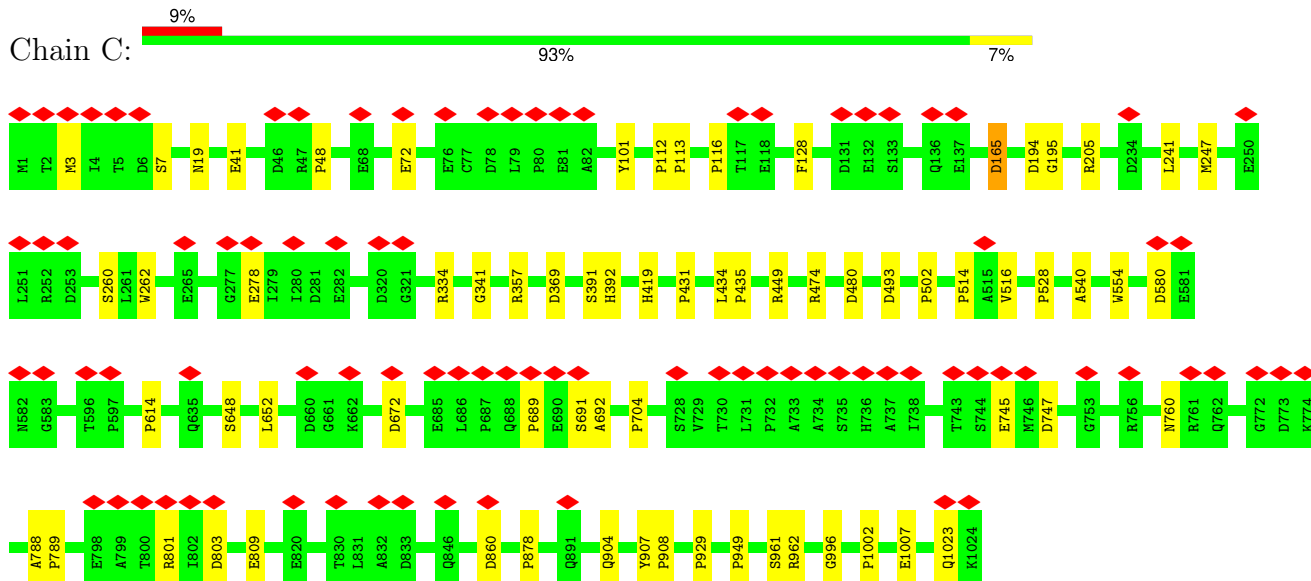 9%
Chain C:
93% 7%
M1 T2 M3 I4 T5 D6 S7 N19 E41 D46 R47 P48 E68 E72 E76 C77 D78 L79 P80 E81 A82 Y101 P112 P113 P116 T117 E118 F128 D131 E132 S133 Q136 E137 D165 D194 G195 R205 D234 L241 M247 E250
L251 R252 D253 S260 L261 W262 E265 G277 E278 I279 I280 D281 E282 D320 G321 R334 G341 R357 D369 S391 H392 H419 P431 L434 P435 R449 R474 D480 D493 P502 P514 A515 V516 P528 A540 W554 D580 E581
N582 G583 T596 P597 P614 Q635 S648 L652 D660 G661 K662 D672 E685 L686 P687 Q688 P689 E690 S691 A692 P704 S728 V729 T730 L731 P732 A733 A734 S735 H736 A737 I738 T743 S744 E745 M746 D747 G753 R756 N760 R761 Q762 G772 D773 K774
A788 P789 E798 A799 T800 R801 I802 D803 E809 E820 T830 L831 A832 D833 Q846 D860 P878 Q891 Q904 Y907 P908 P929 P949 S961 R962 G996 P1002 E1007 Q1023 K1024